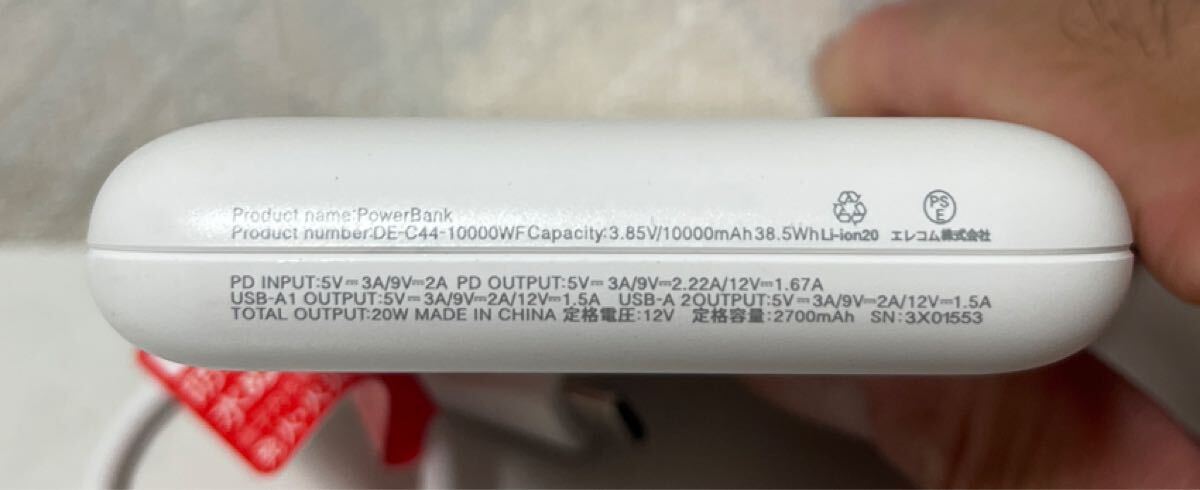 Product name:PowerBank
Product number:DE-C44-10000WF Capacity:3.85V/10000mAh 38.5Wh Li-ion20 エレコム株式会社
PS
E
PD INPUT:5V⎓3A/9V⎓2A PD OUTPUT:5V⎓3A/9V⎓2.22A/12V⎓1.67A
USB-A1 OUTPUT:5V⎓3A/9V⎓2A/12V⎓1.5A USB-A 2OUTPUT:5V⎓3A/9V⎓2A/12V⎓1.5A
TOTAL OUTPUT:20W MADE IN CHINA 定格電圧:12V 定格容量:2700mAh SN:3X01553